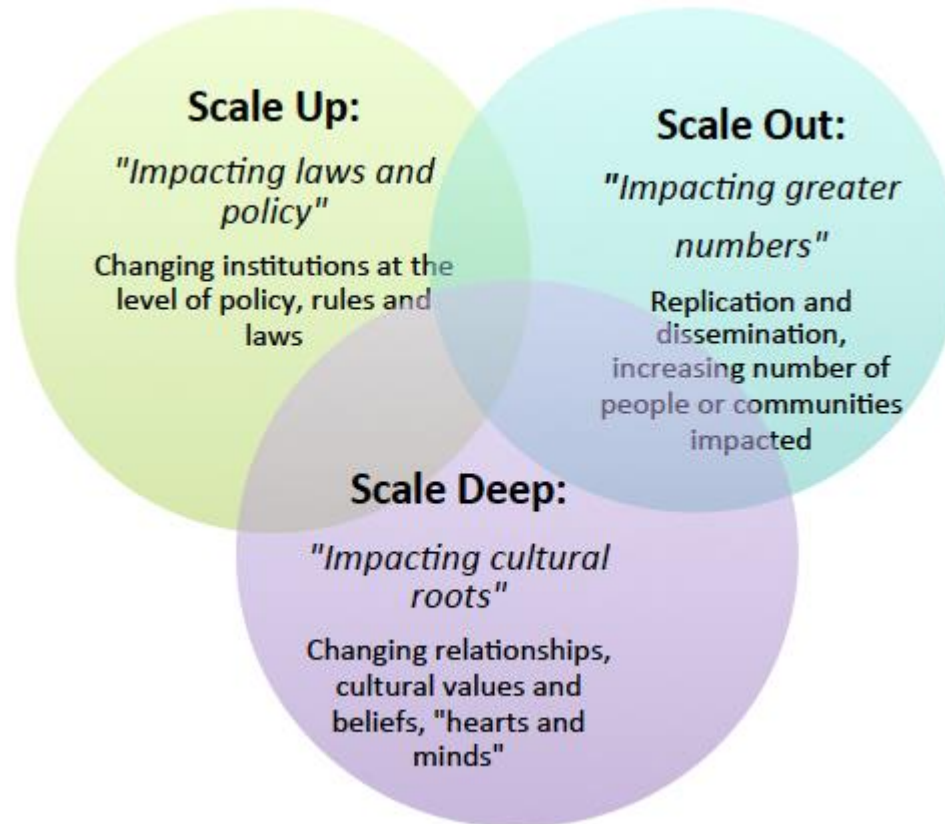 Scale Up:
"Impacting laws and
policy"
Changing institutions at the
level of policy, rules and
laws
Scale Out:
"Impacting greater
numbers"
Replication and
dissemination,
increasing number of
people or communities
impacted
Scale Deep:
"Impacting cultural
roots"
Changing relationships,
cultural values and
beliefs, "hearts and
minds"